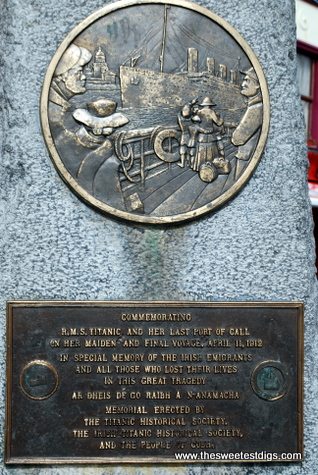 COMMEMORATING
R.M.S. TITANIC AND HER LAST PORT OF CALL
ON HER MAIDEN AND FINAL VOYAGE, APRIL 11, 1912
IN SPECIAL MEMORY OF THE IRISH EMIGRANTS
AND ALL THOSE WHO LOST THEIR LIVES
IN THIS GREAT TRAGEDY
AR DHEIS DÉ GO RAIBH A N-ANAMACHA
MEMORIAL ERECTED BY
THE TITANIC HISTORICAL SOCIETY,
THE IRISH TITANIC HISTORICAL SOCIETY,
AND THE PEOPLE OF COBH
www.thesweetestdigs.com